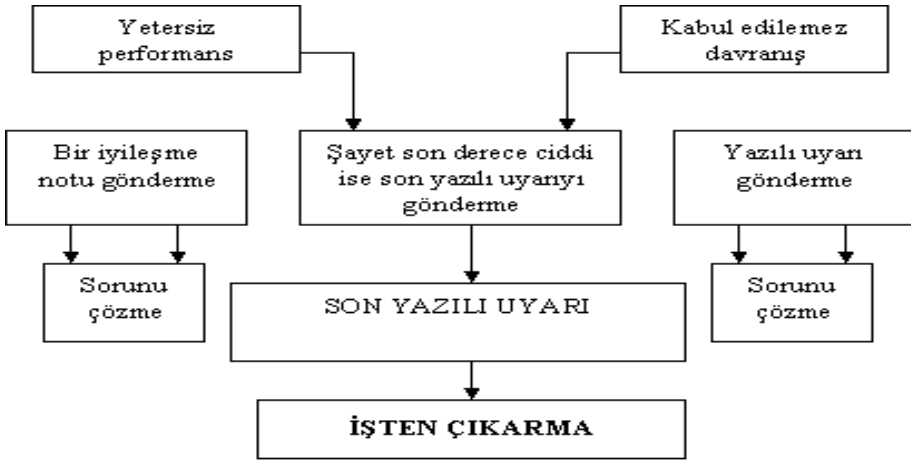 Yetersiz
performans
Kabul edilemez
davranış
Bir iyileşme
notu gönderme
Şayet son derece ciddi
ise son yazılı uyarıyı
gönderme
Yazılı uyarı
gönderme
Sorunu
çözme
SON YAZILI UYARI
Sorunu
çözme
İŞTEN ÇIKARMA